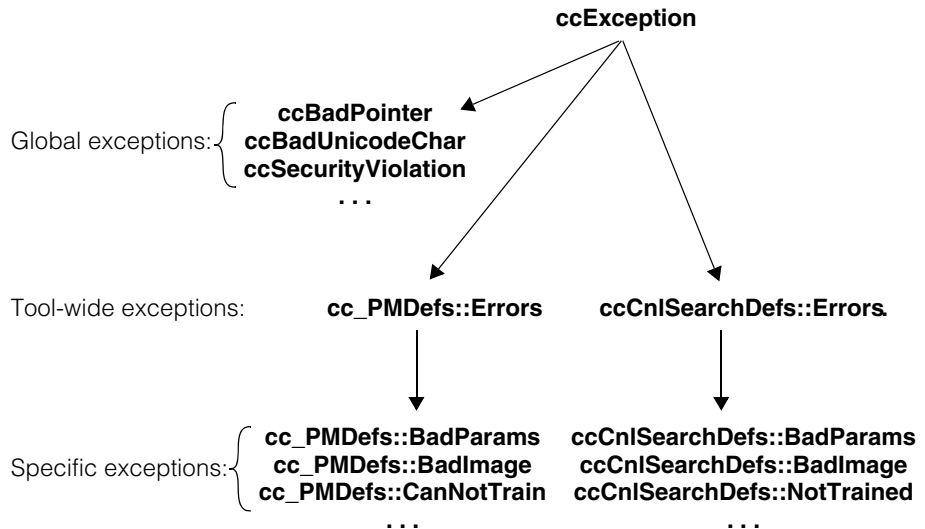 ccException
ccBadPointer
Global exceptions: ccBadUnicodeChar
ccSecurityViolation
. . .
Tool-wide exceptions: cc_PMDefs::Errors ccCnlSearchDefs::Errors.
cc_PMDefs::BadParams ccCnlSearchDefs::BadParams
Specific exceptions: cc_PMDefs::BadImage ccCnlSearchDefs::BadImage
cc_PMDefs::CanNotTrain ccCnlSearchDefs::NotTrained
. . . . . .